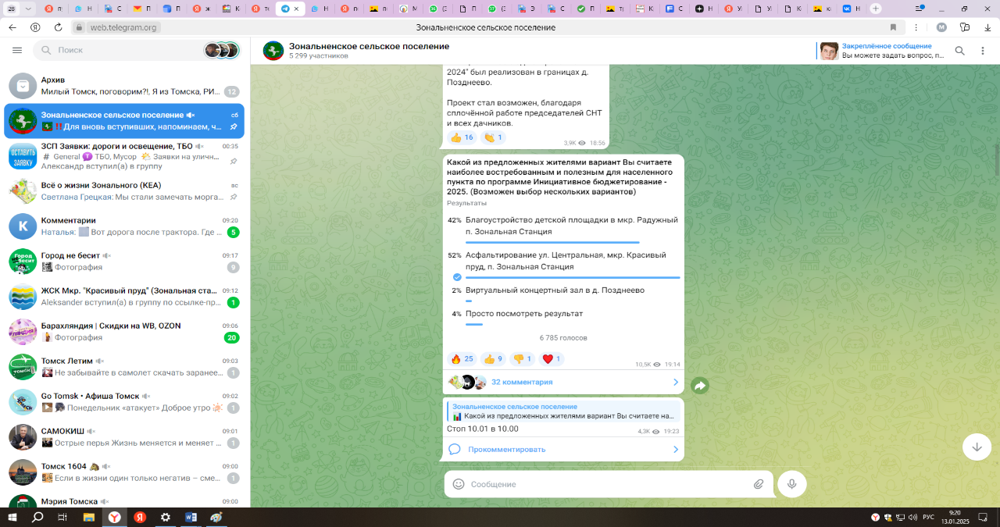 28
web.telegram.org
Зональненское сельское поселение
Поиск
Архив
Милый Томск, поговорим?!, Я из Томска, РИ...
12
Зональненское сельское поселение
сб
‼️Для вновь вступивших, напоминаем, ч...
ЗСП Заявки: дороги и освещение, ТБО
00:35
# General Т ТБО, Мусор Заявки на уличн...
Александр вступил(а) в группу
ОСТАВИТЬ
ЗАЯВКУ
Всё о жизни Зонального (КЕА)
вс
Светлана Грецкая: Мы стали замечать морга...
К
Комментарии
09:20
Наталья: Вот дорога после трактора. Где ...
5
Город не бесит
09:17
Фотография
9
ЖСК Мкр. "Красивый пруд" (Зональная ста...
09:12
Aleksander вступил(а) в группу по ссылке-пр...
1
Барахляндия | Скидки на WB, OZON
09:06
Фотография
20
Томск Летим
09:03
Не забывайте в самолет скачать заранее...
1
Go Tomsk • Афиша Томск
09:02
Понедельник «атакует» Доброе утро
1
САМОКИШ
09:01
Острые перья Жизнь меняется и меняет ...
1
Томск 1604
09:00
Если в жизни один только негатив – сме...
1
Мэрия Томска
09:00
Зональненское сельское поселение
5 299 участников
Закреплённое сообщение
Вы можете задать вопрос, п...
2024" был реализован в границах д.
Позднеево.
Проект стал возможен, благодаря
сплочённой работе председателей СНТ
и всех дачников.
16
1
3,9K 18:56
Какой из предложенных жителями вариант Вы считаете
наиболее востребованным и полезным для населенного
пункта по программе Инициативное бюджетирование -
2025. (Возможен выбор нескольких вариантов)
Результаты
42% Благоустройство детской площадки в мкр. Радужный
п. Зональная Станция
52% Асфальтирование ул. Центральная, мкр. Красивый
пруд, п. Зональная Станция
2% Виртуальный концертный зал в д. Позднеево
4% Просто посмотреть результат
6 785 голосов
25
9
1
1
10,5K 19:14
32 комментария
Зональненское сельское поселение
Какой из предложенных жителями вариант Вы считаете на...
Стоп 10.01 в 10.00
4,3K 19:23
Прокомментировать
Сообщение
РУС
9:20
13.01.2025